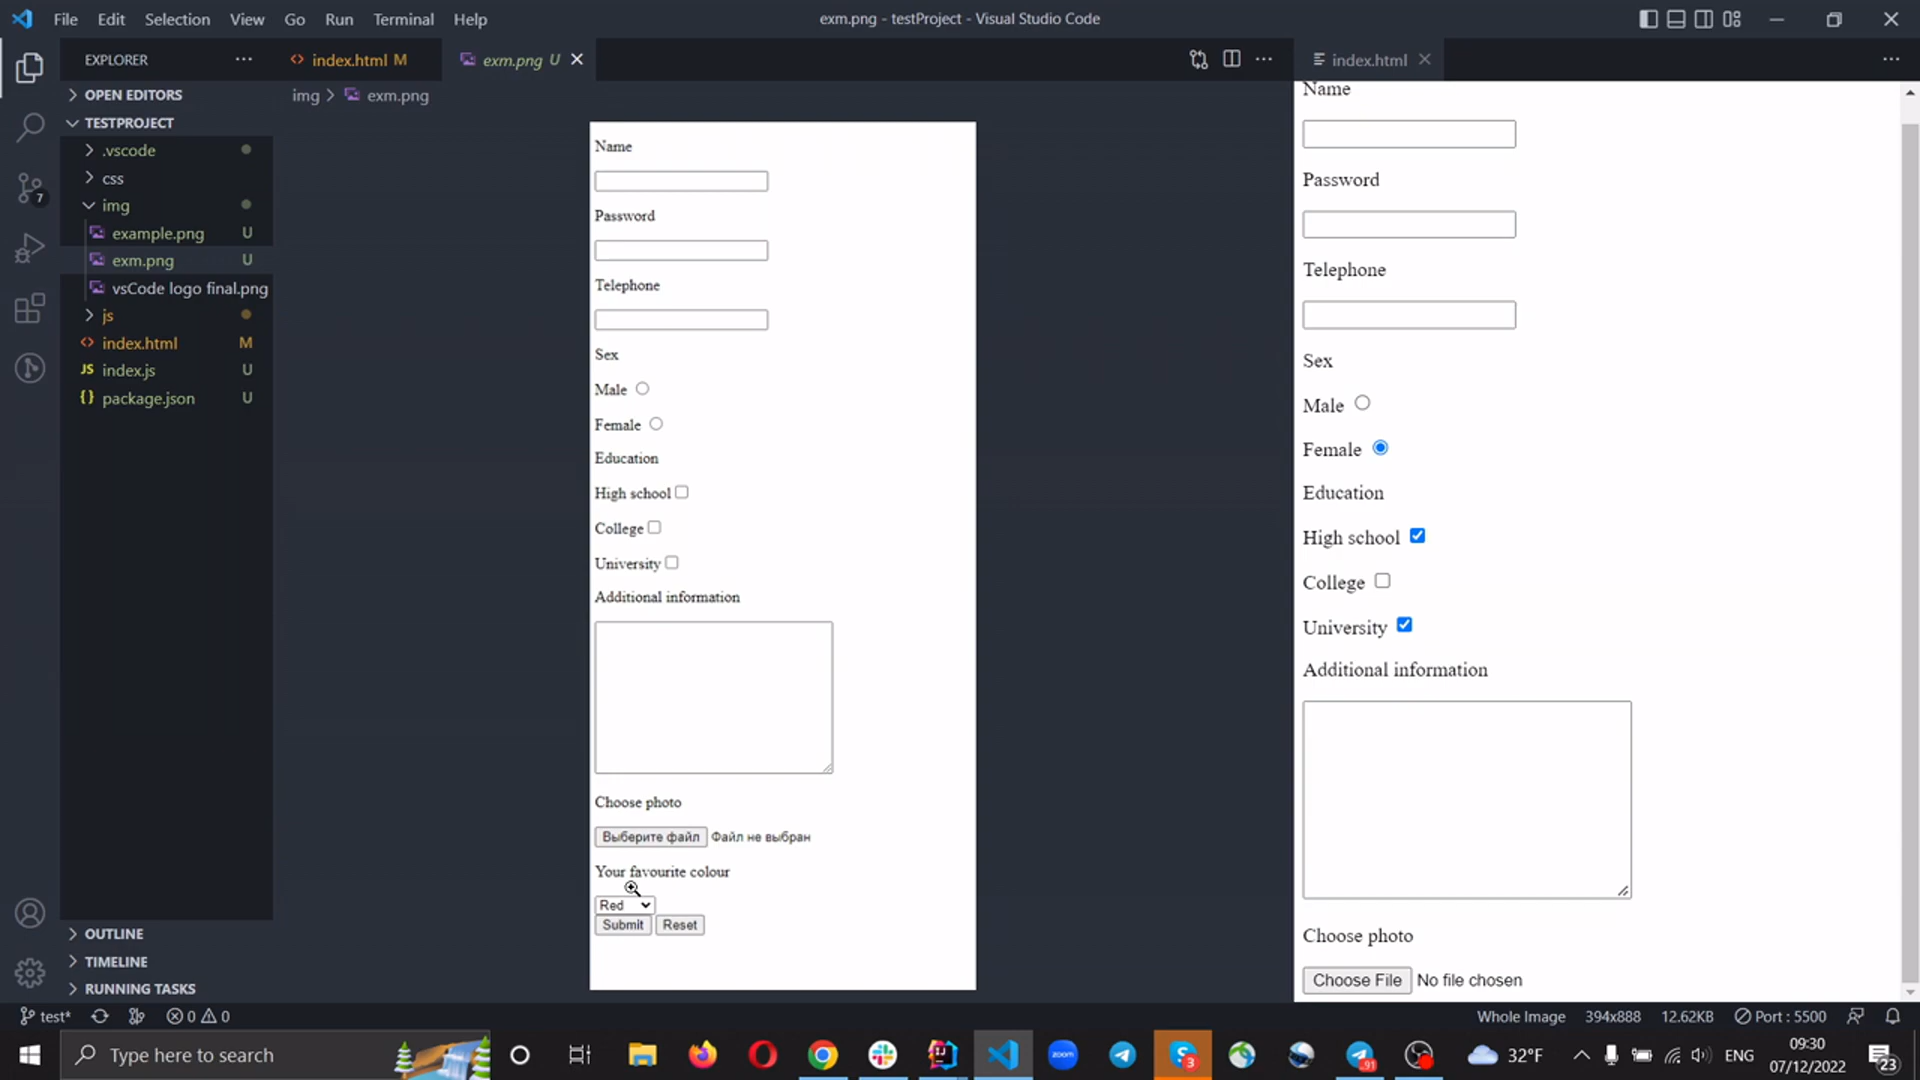 File Edit Selection View Go Run Terminal Help
exm.png - testProject - Visual Studio Code
EXPLORER
OPEN EDITORS
TESTPROJECT
.vscode
css
img
example.png U
exm.png U
vsCode logo final.png
js
index.html M
JS index.js U
{} package.json U
OUTLINE
TIMELINE
RUNNING TASKS
7
index.html M
exm.png U
img > exm.png
Name
Password
Telephone
Sex
Male
Female
Education
High school
College
University
Additional information
Choose photo
Выберите файл Файл не выбран
Your favourite colour
Red
Submit Reset
index.html
Name
Password
Telephone
Sex
Male
Female
Education
High school
College
University
Additional information
Choose photo
Choose File No file chosen
test* 0 0
Whole Image 394x888 12.62KB Port : 5500
Type here to search
zoom
3
91
32°F
ENG
09:30
07/12/2022
23